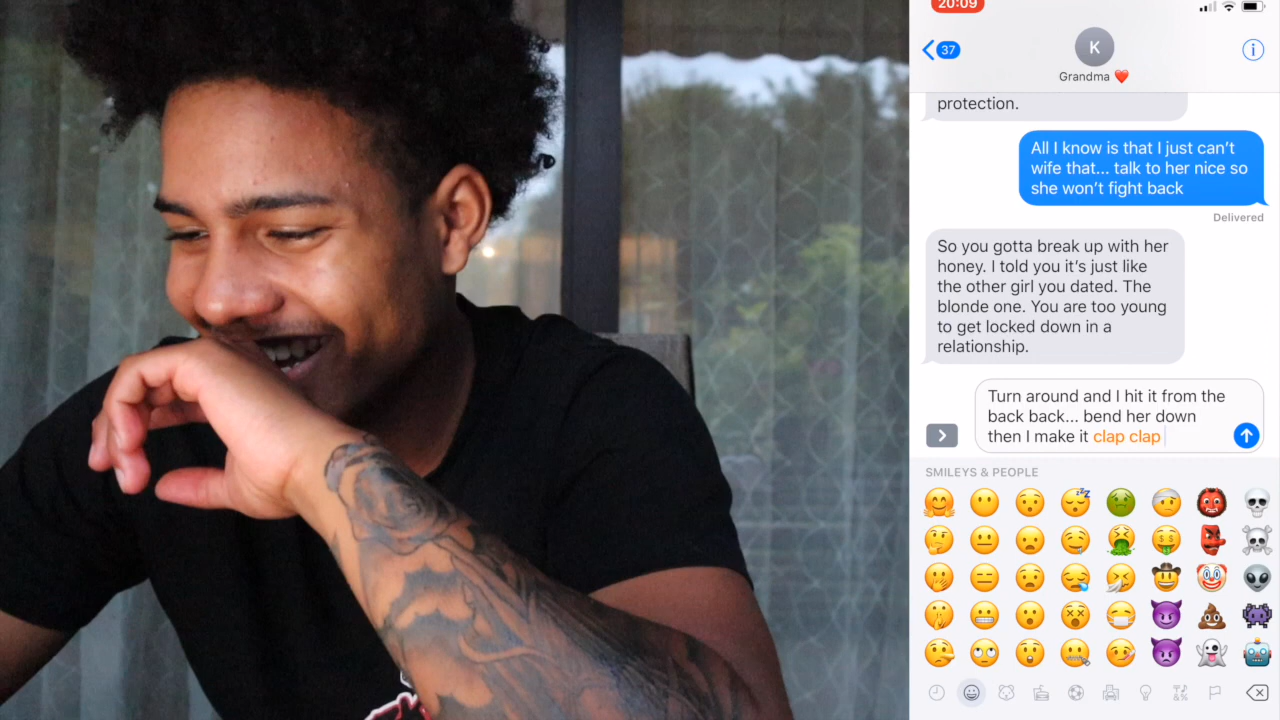 20:09
37
K
Grandma ❤️
protection.
All I know is that I just can't
wife that... talk to her nice so
she won't fight back
Delivered
So you gotta break up with her
honey. I told you it's just like
the other girl you dated. The
blonde one. You are too young
to get locked down in a
relationship.
Turn around and I hit it from the
back back... bend her down
then I make it clap clap
SMILEYS & PEOPLE